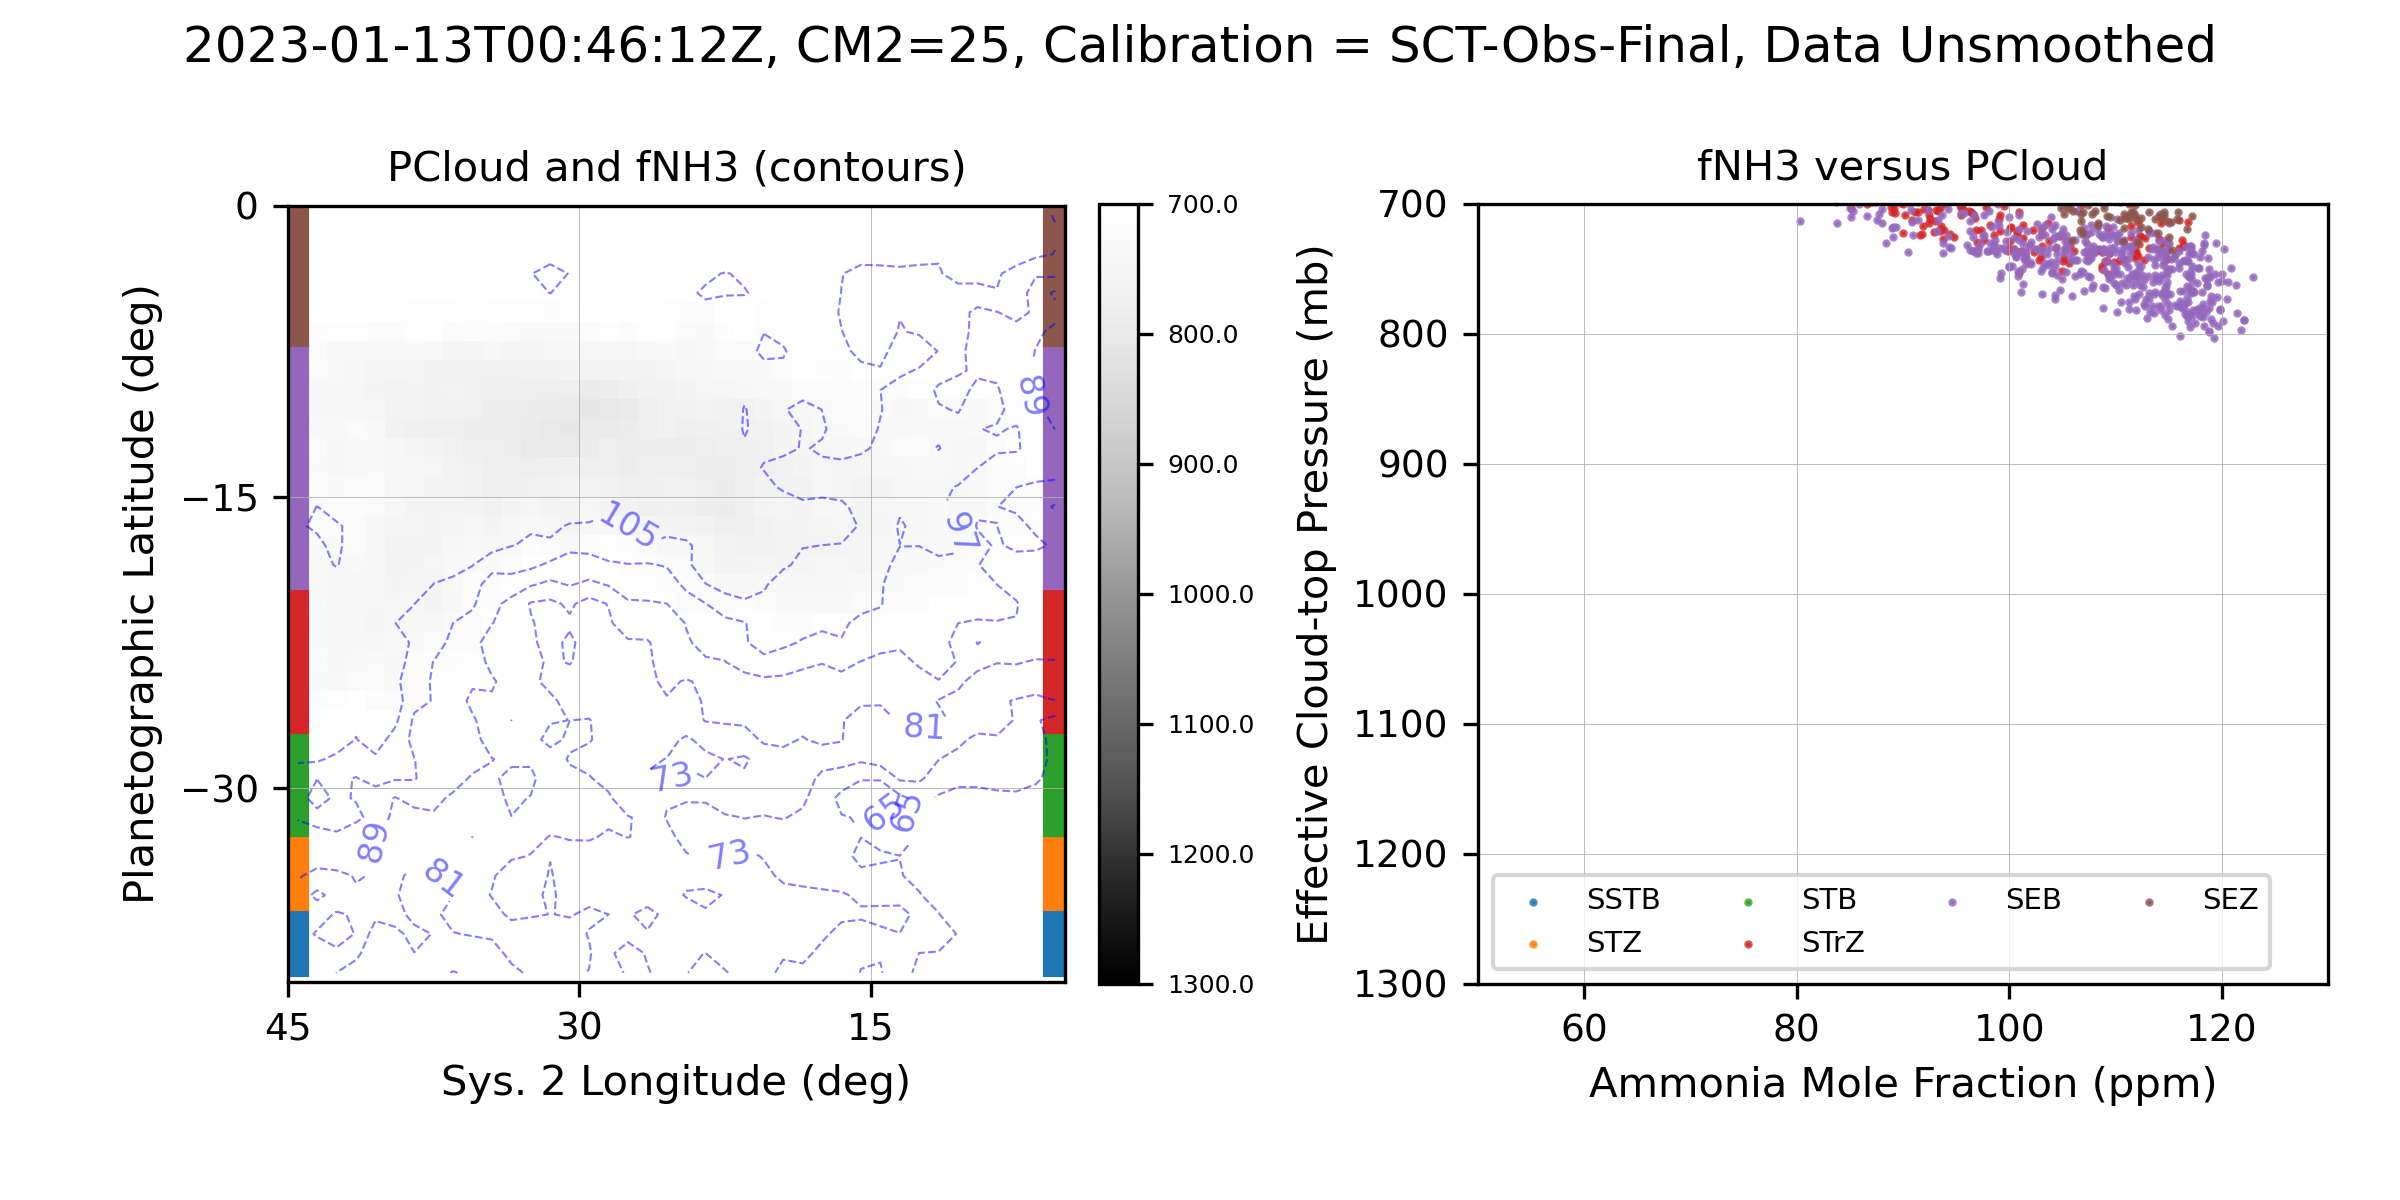 2023-01-13T00:46:12Z, CM2=25, Calibration = SCT-Obs-Final, Data Unsmoothed
PCloud and fNH3 (contours)
Planetographic Latitude (deg)
0
−15
−30
45
30
15
Sys. 2 Longitude (deg)
105
97
89
81
73
65
65
73
89
81
700.0
800.0
900.0
1000.0
1100.0
1200.0
1300.0
fNH3 versus PCloud
Effective Cloud-top Pressure (mb)
700
800
900
1000
1100
1200
1300
SSTB
STB
SEB
SEZ
STZ
STrZ
60
80
100
120
Ammonia Mole Fraction (ppm)